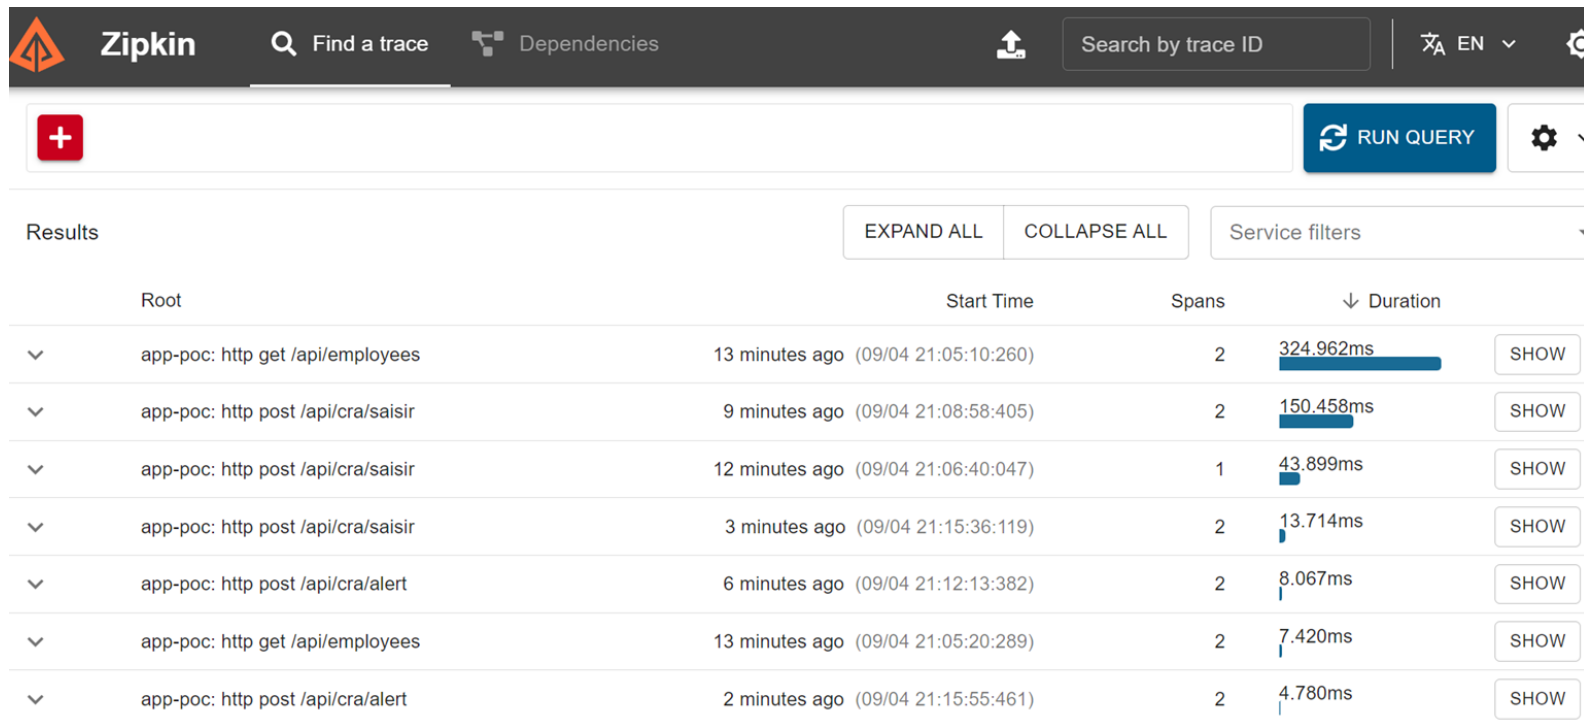 Zipkin Find a trace Dependencies Search by trace ID EN
RUN QUERY
Results EXPAND ALL COLLAPSE ALL Service filters
Root Start Time Spans Duration
app-poc: http get /api/employees 13 minutes ago (09/04 21:05:10:260) 2 324.962ms SHOW
app-poc: http post /api/cra/saisir 9 minutes ago (09/04 21:08:58:405) 2 150.458ms SHOW
app-poc: http post /api/cra/saisir 12 minutes ago (09/04 21:06:40:047) 1 43.899ms SHOW
app-poc: http post /api/cra/saisir 3 minutes ago (09/04 21:15:36:119) 2 13.714ms SHOW
app-poc: http post /api/cra/alert 6 minutes ago (09/04 21:12:13:382) 2 8.067ms SHOW
app-poc: http get /api/employees 13 minutes ago (09/04 21:05:20:289) 2 7.420ms SHOW
app-poc: http post /api/cra/alert 2 minutes ago (09/04 21:15:55:461) 2 4.780ms SHOW